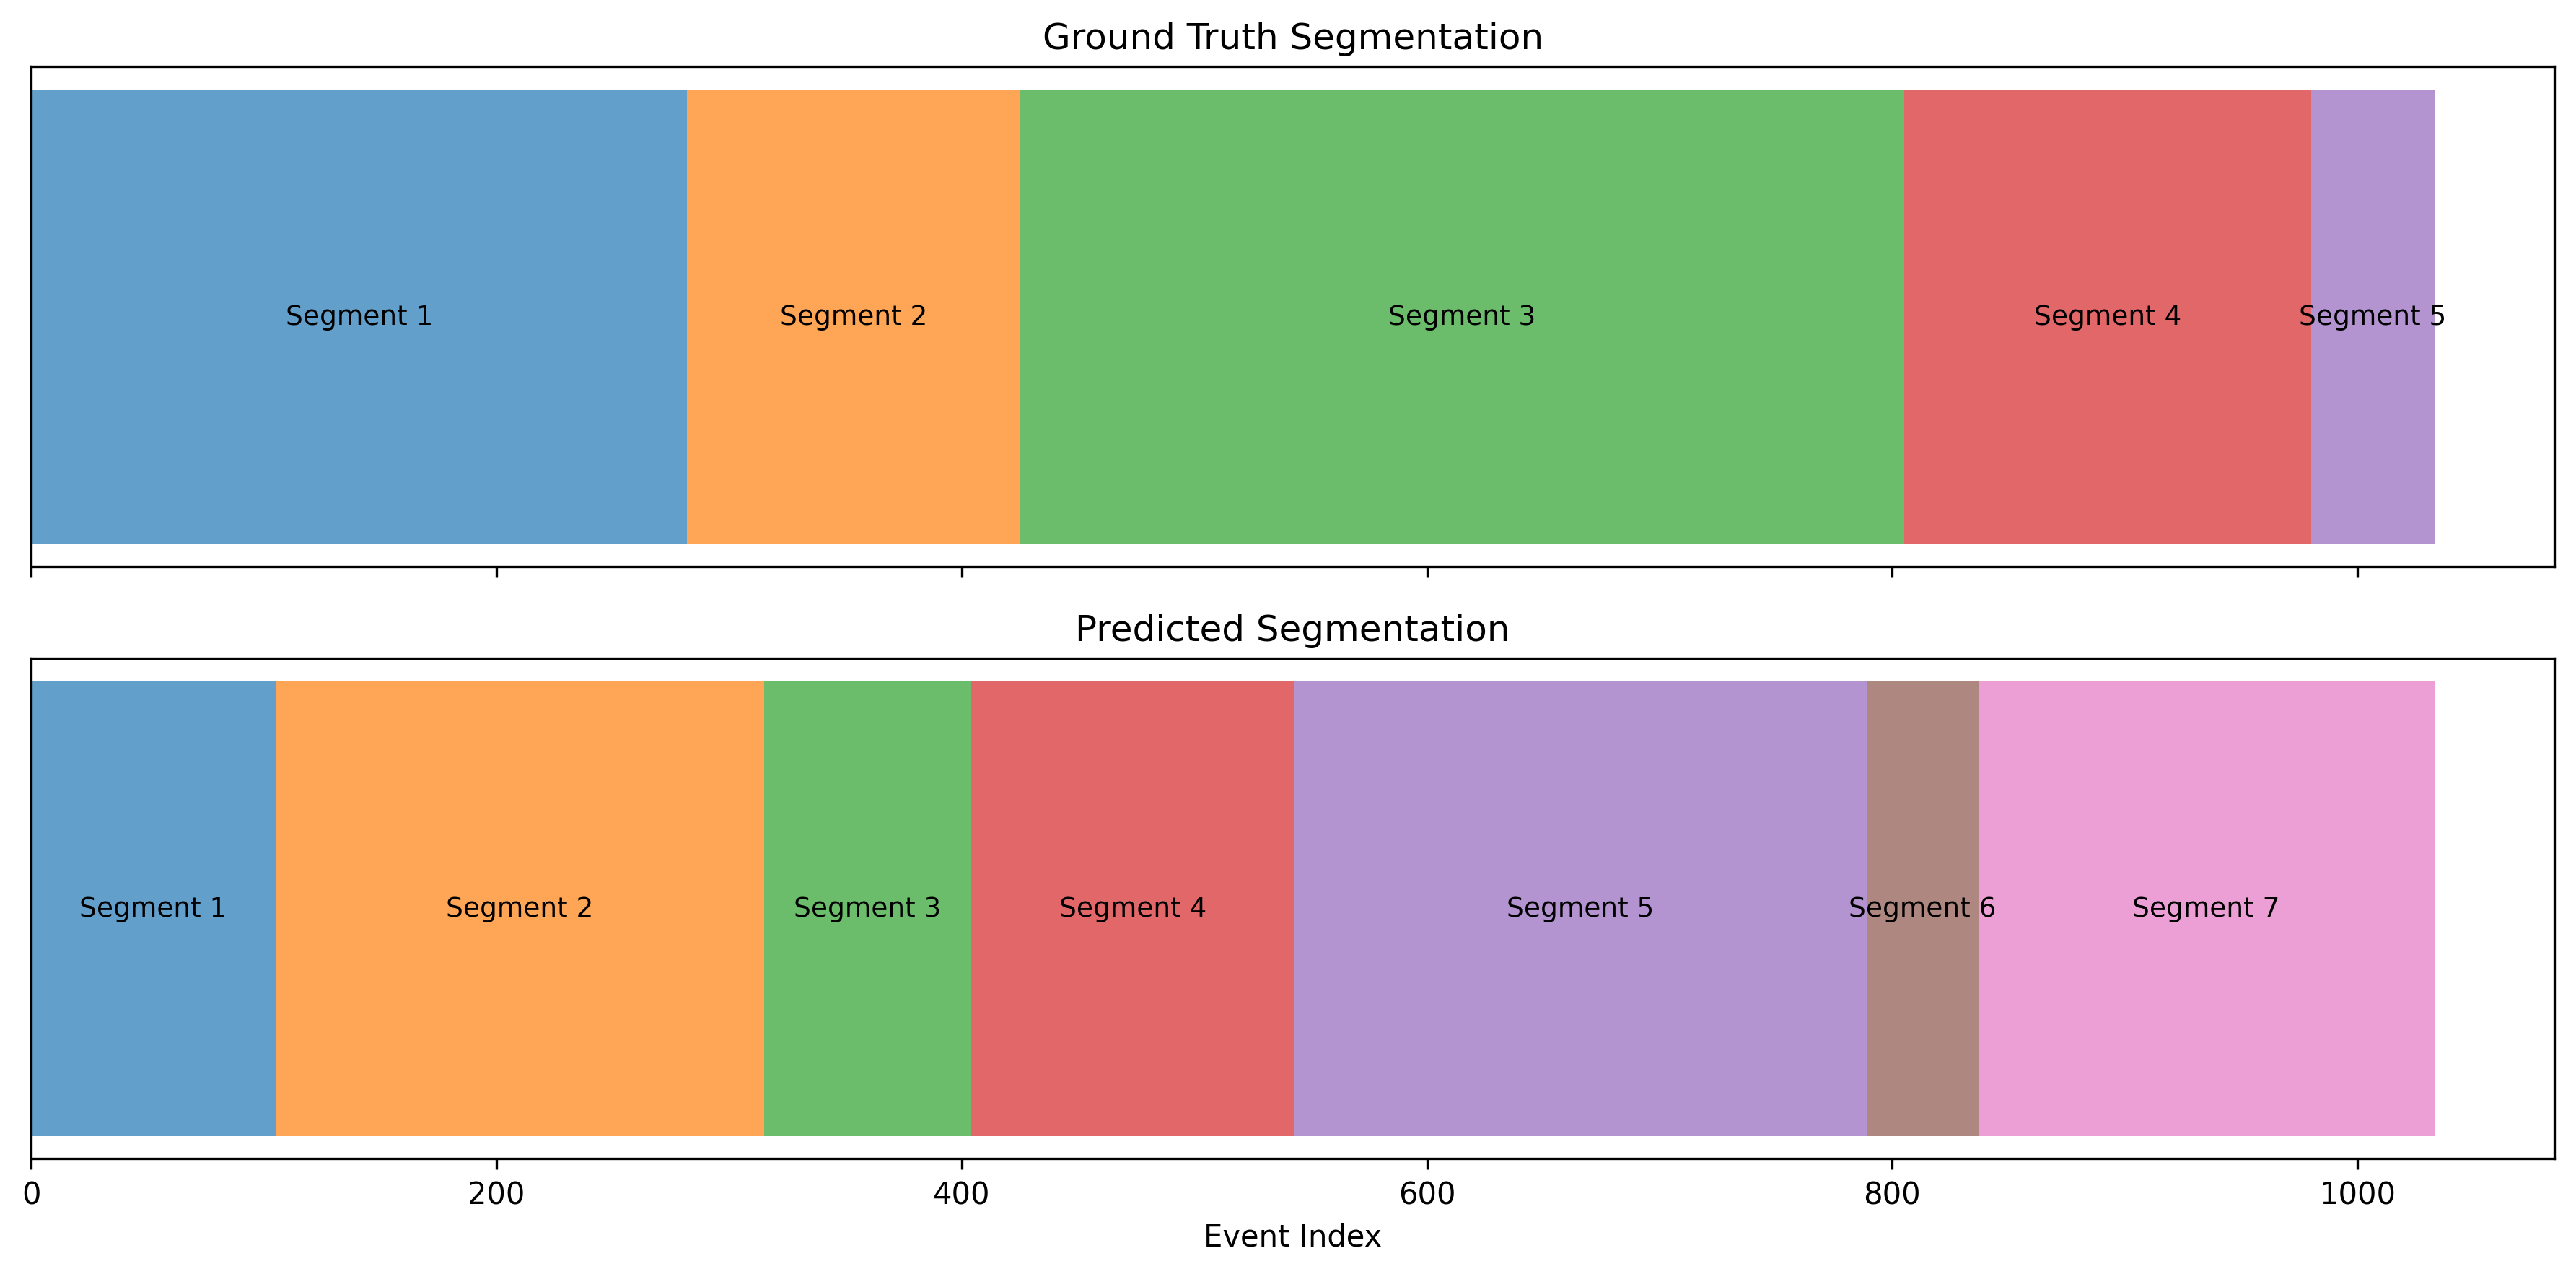 Ground Truth Segmentation
Segment 1 Segment 2 Segment 3 Segment 4 Segment 5
Predicted Segmentation
Segment 1 Segment 2 Segment 3 Segment 4 Segment 5 Segment 6 Segment 7
0 200 400 600 800 1000
Event Index